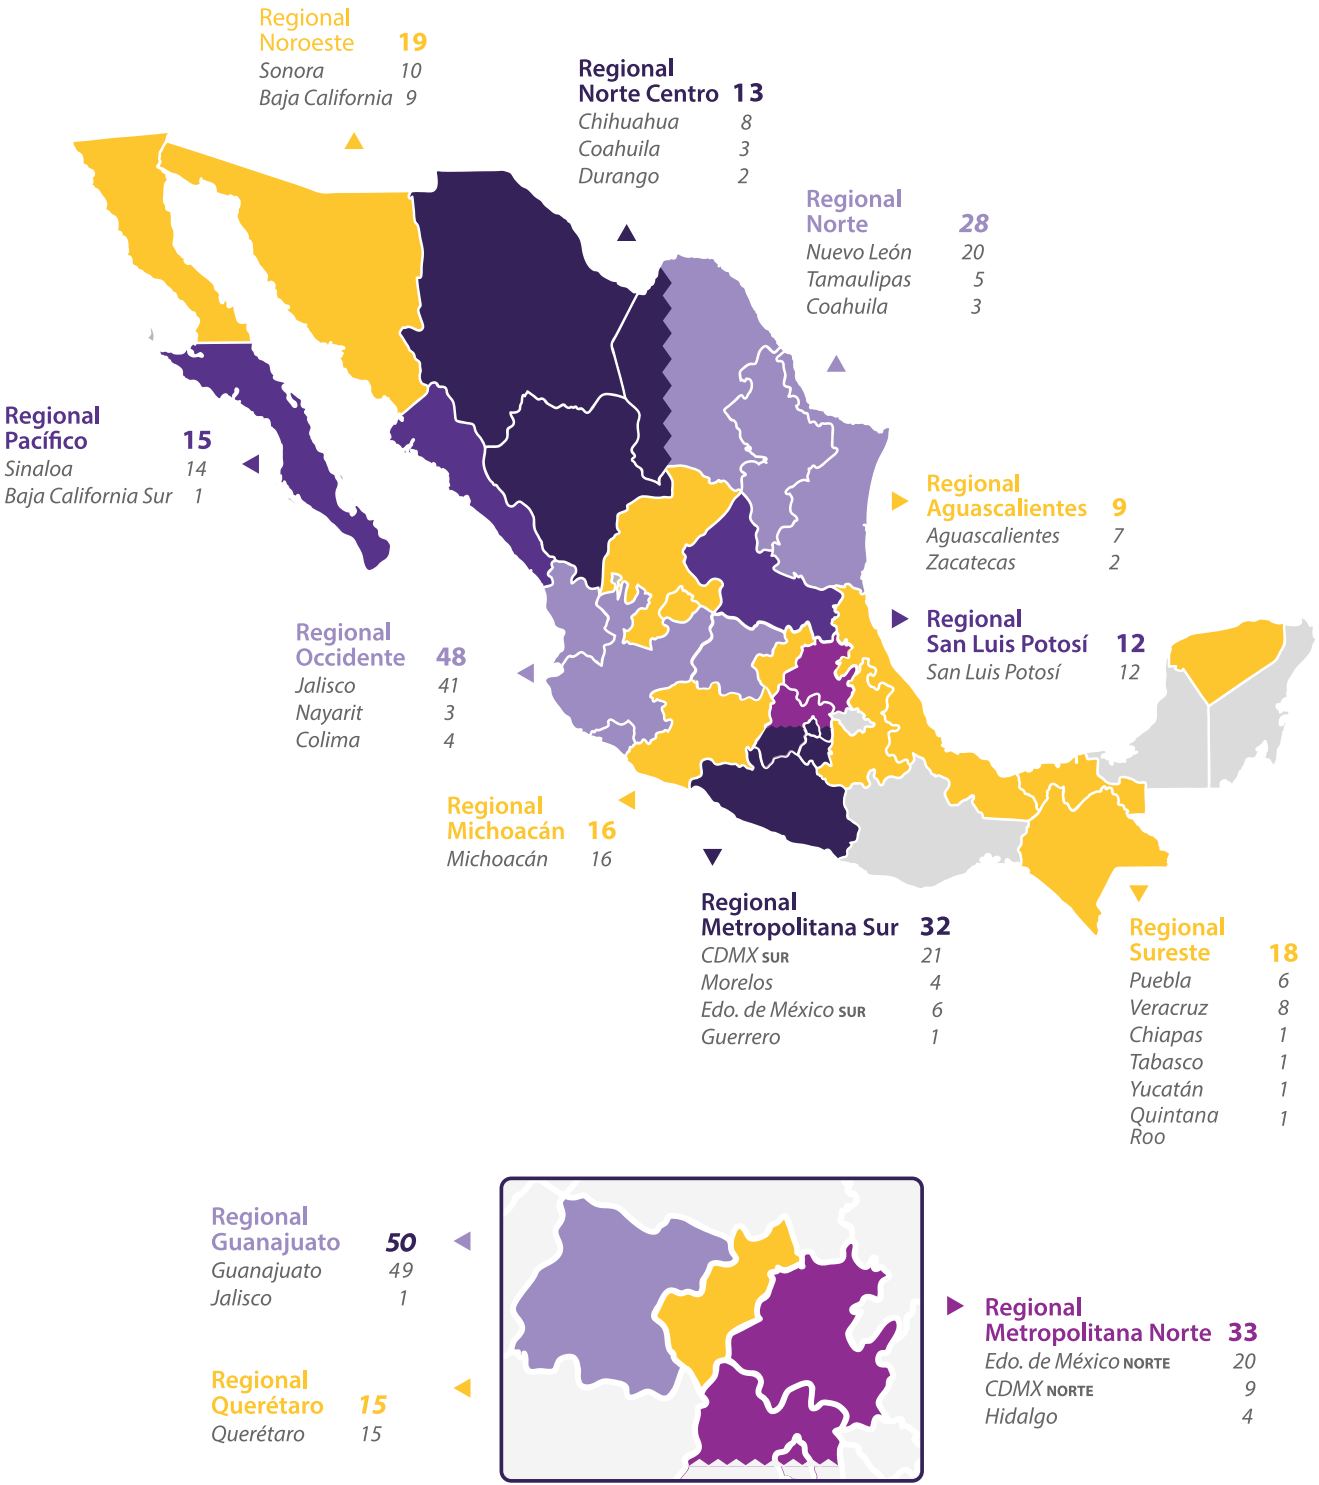 Regional
Noroeste 19
Sonora 10
Baja California 9
Regional
Norte Centro 13
Chihuahua 8
Coahuila 3
Durango 2
Regional
Norte 28
Nuevo León 20
Tamaulipas 5
Coahuila 3
Regional
Pacífico 15
Sinaloa 14
Baja California Sur 1
Regional
Aguascalientes 9
Aguascalientes 7
Zacatecas 2
Regional
San Luis Potosí 12
San Luis Potosí 12
Regional
Occidente 48
Jalisco 41
Nayarit 3
Colima 4
Regional
Michoacán 16
Michoacán 16
Regional
Metropolitana Sur 32
CDMX SUR 21
Morelos 4
Edo. de México SUR 6
Guerrero 1
Regional
Sureste 18
Puebla 6
Veracruz 8
Chiapas 1
Tabasco 1
Yucatán 1
Quintana 1
Roo
Regional
Guanajuato 50
Guanajuato 49
Jalisco 1
Regional
Querétaro 15
Querétaro 15
Regional
Metropolitana Norte 33
Edo. de México NORTE 20
CDMX NORTE 9
Hidalgo 4